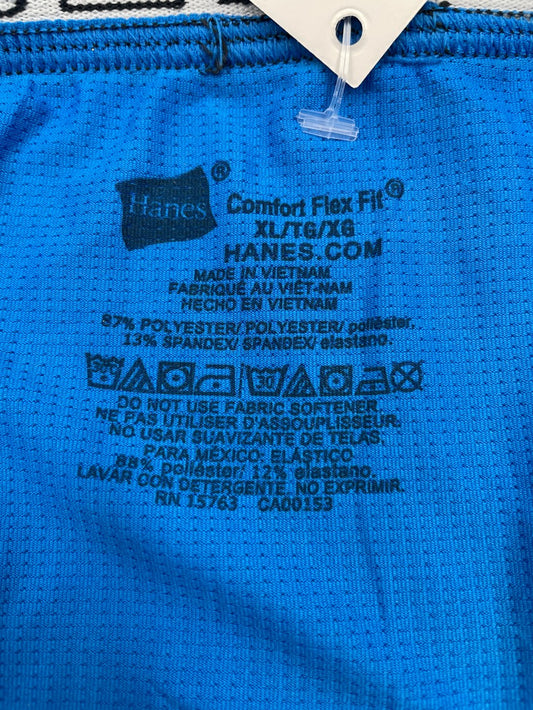 Hanes®
Comfort Flex Fit®
XL/TG/XG
HANES.COM
MADE IN VIETNAM
FABRIQUÉ AU VIÊT-NAM
HECHO EN VIETNAM
87% POLYESTER/ POLYESTER/ poliéster,
13% SPANDEX/ SPANDEX/ elastano.
30
DO NOT USE FABRIC SOFTENER.
NE PAS UTILISER D'ASSOUPLISSEUR.
NO USAR SUAVIZANTE DE TELAS.
PARA MÉXICO: ELÁSTICO:
88% poliéster/ 12% elastano.
LAVAR CON DETERGENTE. NO EXPRIMIR.
RN 15763 CA00153